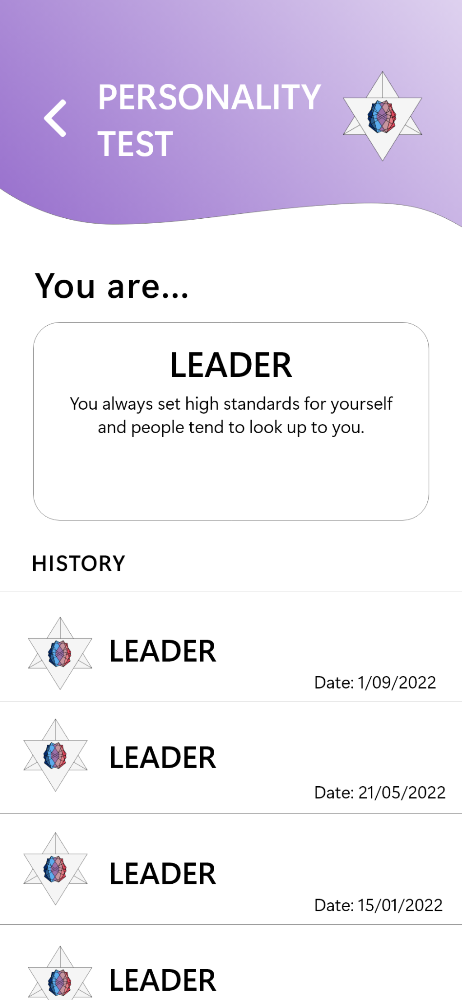 PERSONALITY
TEST
You are...
LEADER
You always set high standards for yourself
and people tend to look up to you.
HISTORY
LEADER
Date: 1/09/2022
LEADER
Date: 21/05/2022
LEADER
Date: 15/01/2022
LEADER